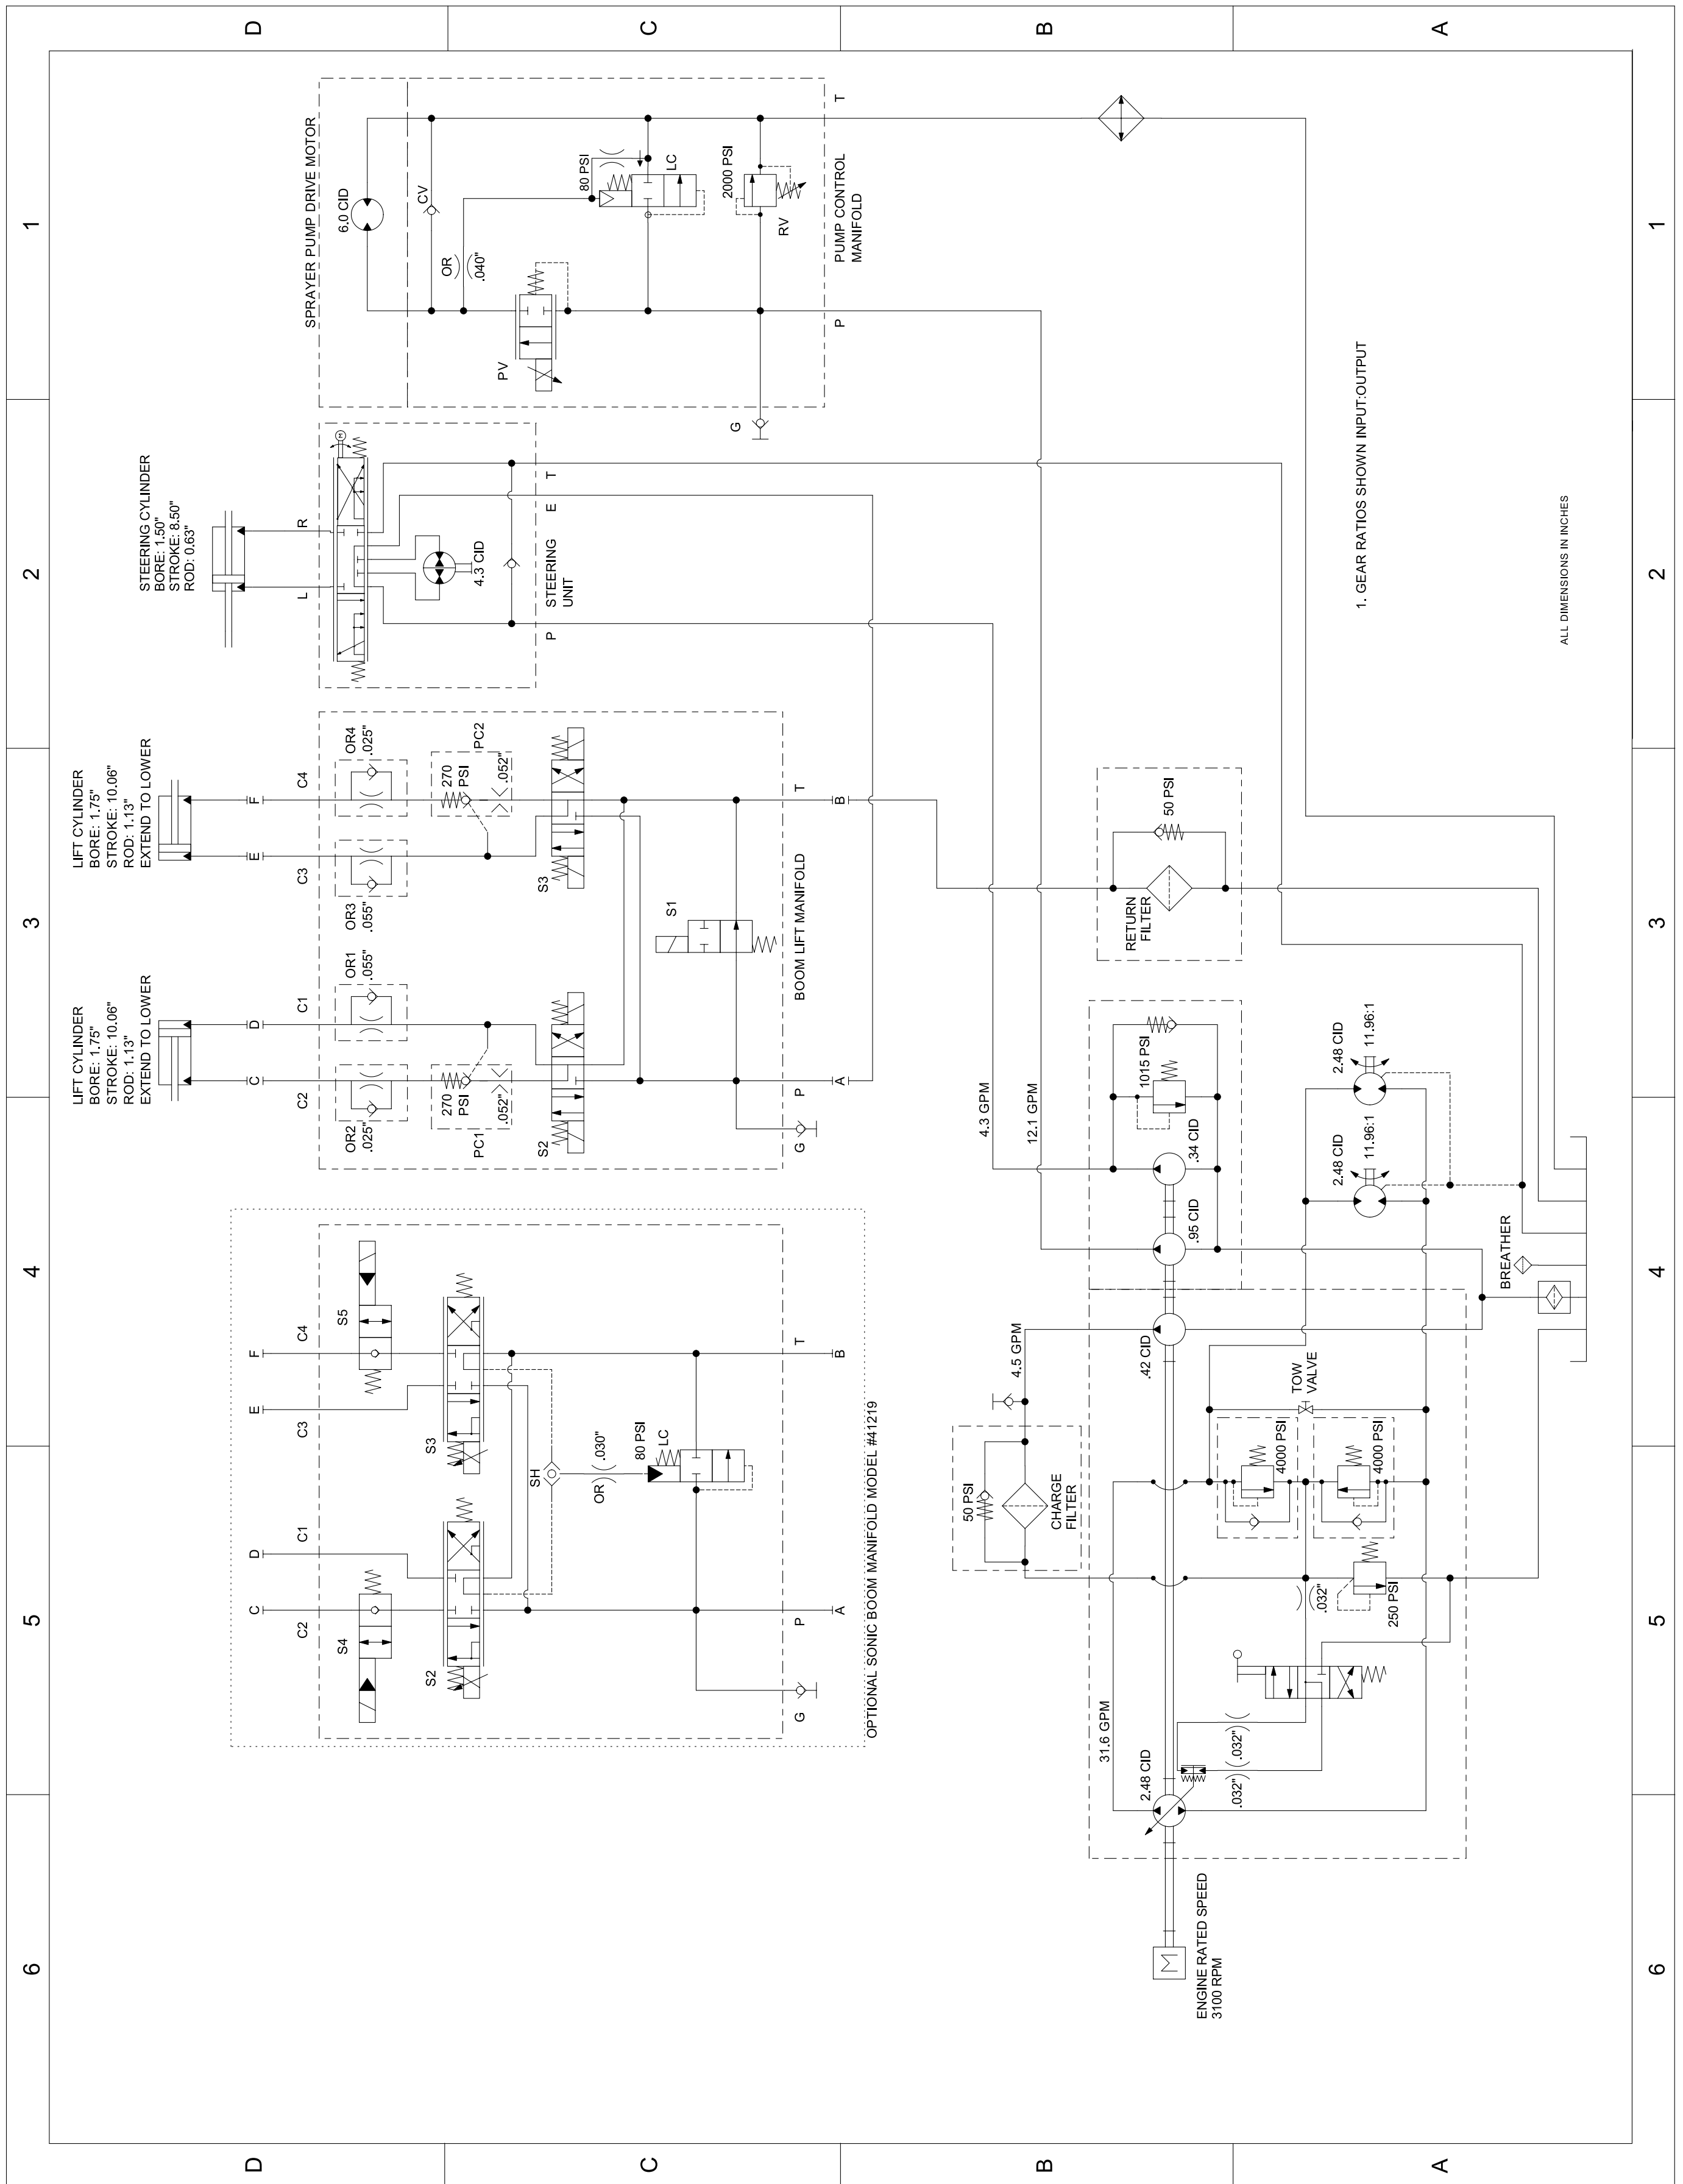 D
C
B
A
1
2
3
4
5
6
SPRAYER PUMP DRIVE MOTOR
6.0 CID
CV
OR
.040"
80 PSI
LC
PV
2000 PSI
RV
PUMP CONTROL
MANIFOLD
P
T
G
STEERING CYLINDER
BORE: 1.50"
STROKE: 8.50"
ROD: 0.63"
L
R
M
4.3 CID
STEERING
UNIT
P
E
T
LIFT CYLINDER
BORE: 1.75"
STROKE: 10.06"
ROD: 1.13"
EXTEND TO LOWER
E
F
C3
C4
OR3
.055"
OR4
.025"
270
PSI
PC2
.052"
S3
LIFT CYLINDER
BORE: 1.75"
STROKE: 10.06"
ROD: 1.13"
EXTEND TO LOWER
C
D
C2
C1
OR2
.025"
OR1
.055"
270
PSI
PC1
.052"
S2
S1
BOOM LIFT MANIFOLD
G
P
T
A
B
C
D
E
F
C2
C1
C3
C4
S4
S5
S2
S3
SH
OR
.030"
80 PSI
LC
G
P
T
A
B
OPTIONAL SONIC BOOM MANIFOLD MODEL #41219
4.3 GPM
12.1 GPM
RETURN
FILTER
50 PSI
1015 PSI
.34 CID
.95 CID
4.5 GPM
.42 CID
50 PSI
CHARGE
FILTER
31.6 GPM
2.48 CID
.032"
.032"
.032"
250 PSI
4000 PSI
4000 PSI
TOW
VALVE
2.48 CID
11.96:1
2.48 CID
11.96:1
BREATHER
M
ENGINE RATED SPEED
3100 RPM
1. GEAR RATIOS SHOWN INPUT:OUTPUT
ALL DIMENSIONS IN INCHES
D
C
B
A
1
2
3
4
5
6